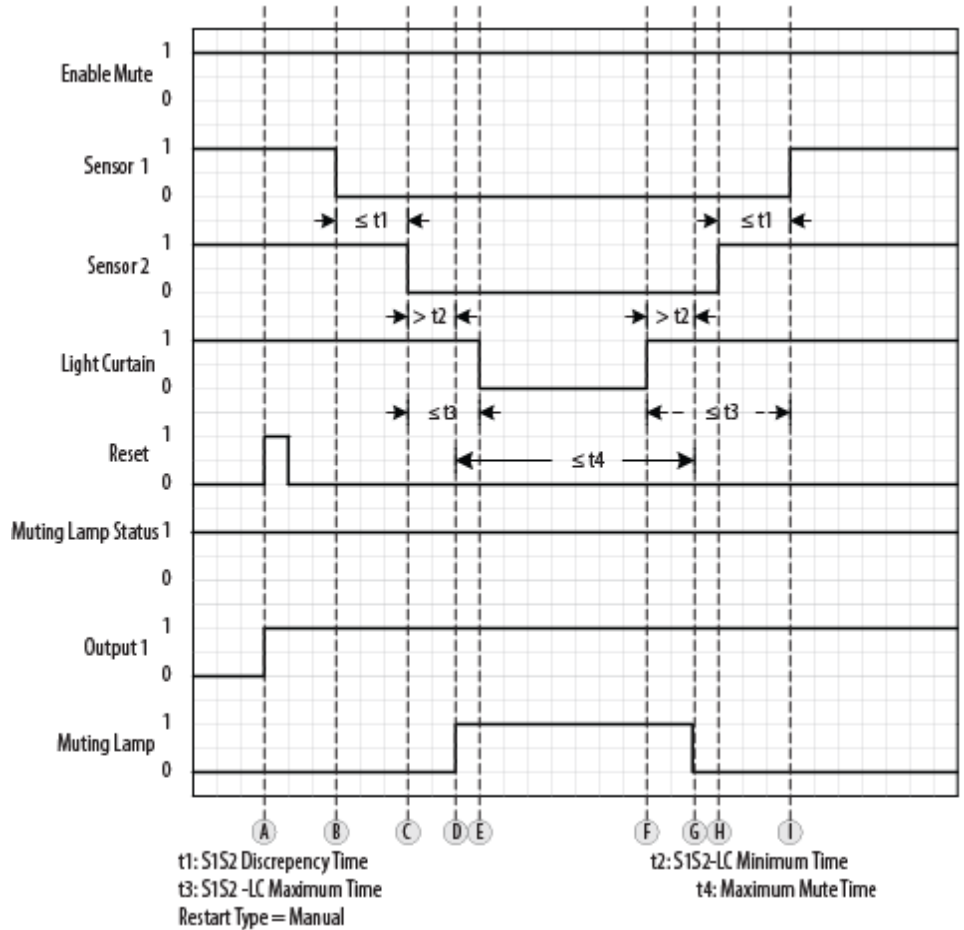 1
Enable Mute
0
1
Sensor 1
0
≤ t1
≤ t1
1
Sensor 2
0
> t2
> t2
1
Light Curtain
0
≤ t3
≤ t3
1
Reset
0
≤ t4
Muting Lamp Status 1
0
1
Output 1
0
1
Muting Lamp
0
A B C D E F G H I
t1: S1S2 Discrepency Time
t2: S1S2-LC Minimum Time
t3: S1S2 -LC Maximum Time
t4: Maximum Mute Time
Restart Type = Manual